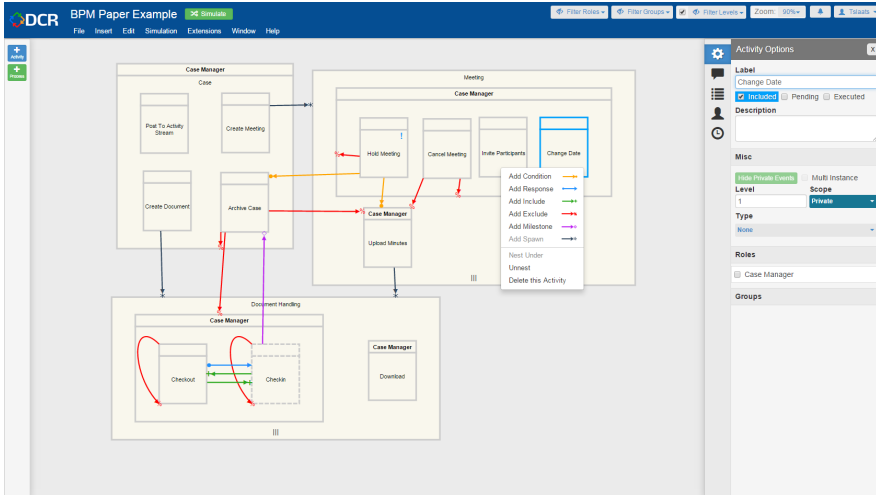 DCR
BPM Paper Example
Simulate
File Insert Edit Simulation Extensions Window Help
Filter Roles
Filter Groups
Filter Levels
Zoom: 90%
Tslaats
Activity
Process
Case Manager
Case
Post To Activity
Stream
Create Meeting
Create Document
Archive Case
Meeting
Case Manager
Hold Meeting
!
Cancel Meeting
Invite Participants
Change Date
Case Manager
Upload Minutes
Add Condition
Add Response
Add Include
Add Exclude
Add Milestone
Add Spawn
Nest Under
Unnest
Delete this Activity
Document Handling
Case Manager
Checkout
Checkin
Case Manager
Download
Activity Options
X
Label
Change Date
Included Pending Executed
Description
Misc
Hide Private Events Multi Instance
Level Scope
1 Private
Type
None
Roles
Case Manager
Groups